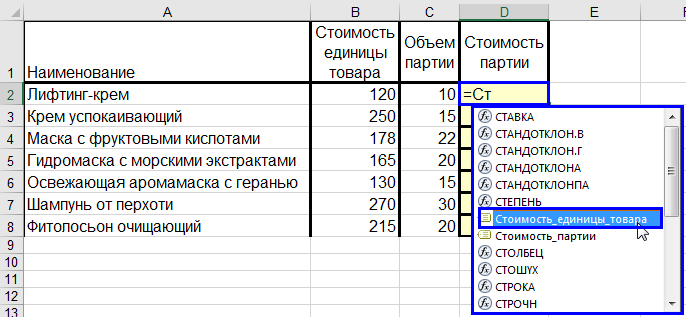 A B C D E F
1 Наименование Стоимость единицы товара Объем партии Стоимость партии
2 Лифтинг-крем 120 10 =Ст
3 Крем успокаивающий 250 15
4 Маска с фруктовыми кислотами 178 22
5 Гидромаска с морскими экстрактами 165 20
6 Освежающая аромамаска с геранью 130 15
7 Шампунь от перхоти 270 30
8 Фитолосьон очищающий 215 20
9
10
11
12
13
СТАВКА
СТАНДОТКЛОН.В
СТАНДОТКЛОН.Г
СТАНДОТКЛОНА
СТАНДОТКЛОНПА
СТЕПЕНЬ
Стоимость_единицы_товара
Стоимость_партии
СТОЛБЕЦ
СТОШYX
СТРОКА
СТРОЧН